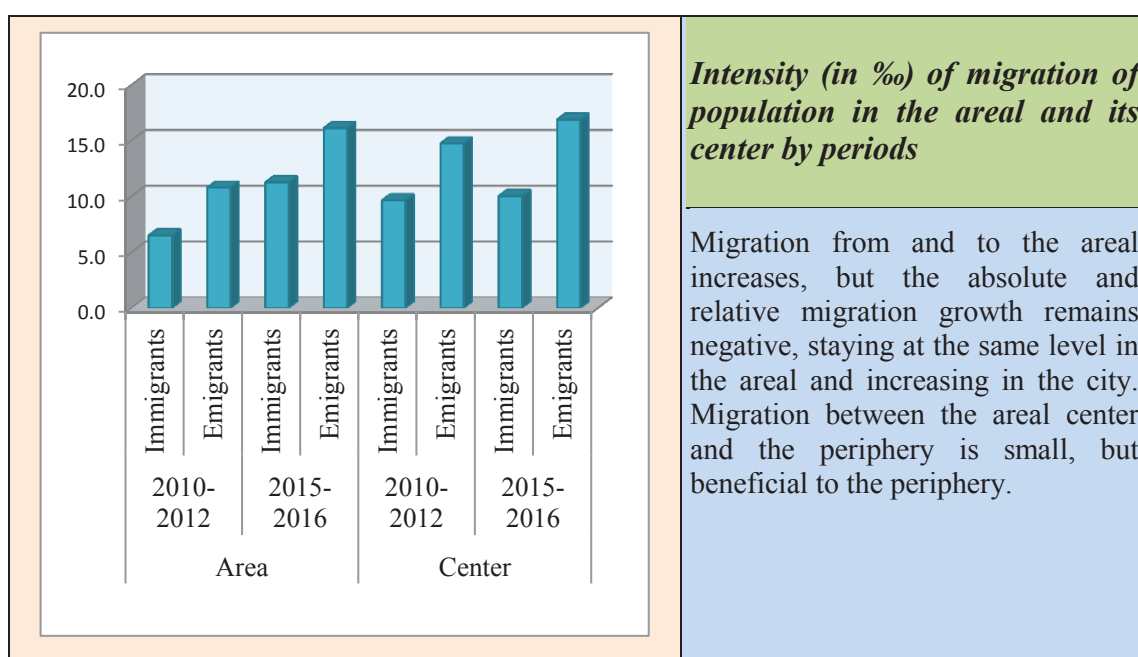 20.0
15.0
10.0
5.0
0.0
Immigrants
Emigrants
Immigrants
Emigrants
Immigrants
Emigrants
Immigrants
Emigrants
2010-
2012
2015-
2016
2010-
2012
2015-
2016
Area
Center
Intensity (in ‰) of migration of
population in the areal and its
center by periods
Migration from and to the areal
increases, but the absolute and
relative migration growth remains
negative, staying at the same level in
the areal and increasing in the city.
Migration between the areal center
and the periphery is small, but
beneficial to the periphery.